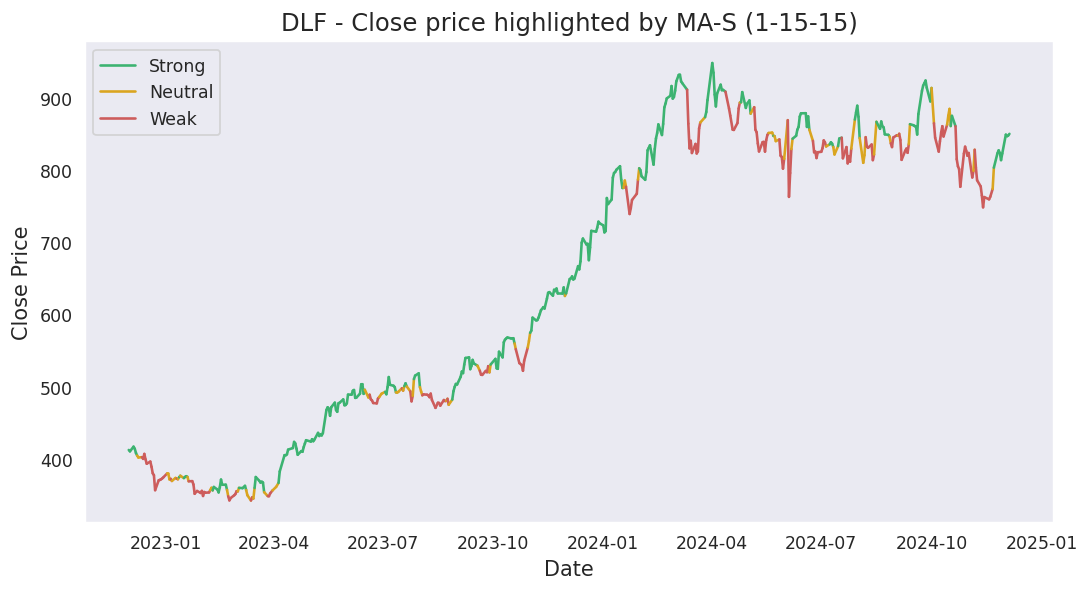 DLF - Close price highlighted by MA-S (1-15-15)
Strong
Neutral
Weak
Close Price
900
800
700
600
500
400
2023-01 2023-04 2023-07 2023-10 2024-01 2024-04 2024-07 2024-10 2025-01
Date